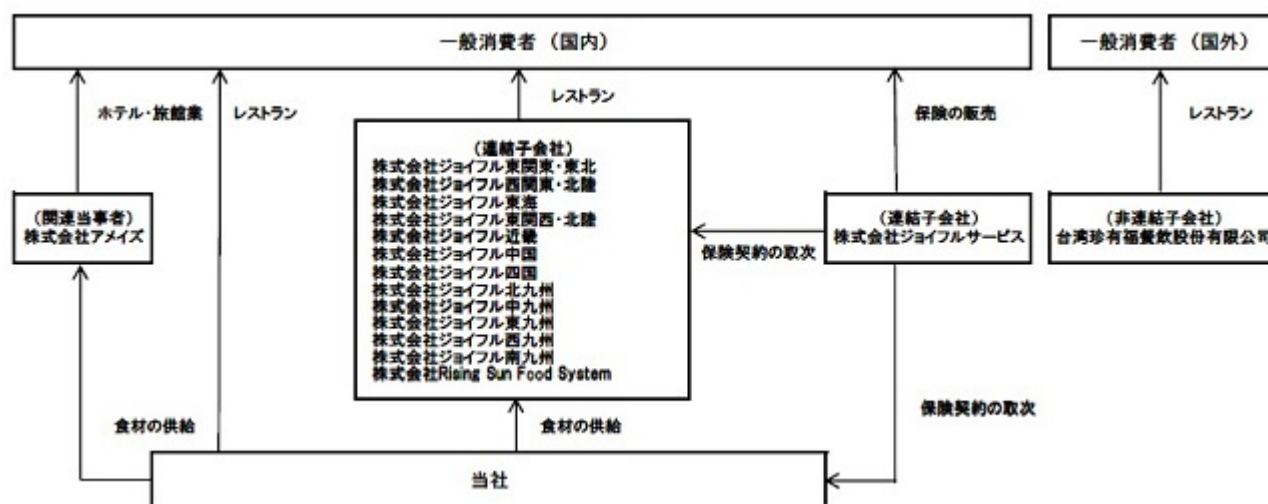 一般消費者（国内）
一般消費者（国外）
ホテル・旅館業
レストラン
レストラン
保険の販売
レストラン
（連結子会社）
株式会社ジョイフル東関東・東北
株式会社ジョイフル西関東・北陸
株式会社ジョイフル東海
株式会社ジョイフル東関西・北陸
株式会社ジョイフル近畿
株式会社ジョイフル中国
株式会社ジョイフル四国
株式会社ジョイフル北九州
株式会社ジョイフル中九州
株式会社ジョイフル東九州
株式会社ジョイフル西九州
株式会社ジョイフル南九州
株式会社Rising Sun Food System
（関連当事者）
株式会社アメイズ
保険契約の取次
（連結子会社）
株式会社ジョイフルサービス
（非連結子会社）
台湾珍有福餐飲股份有限公司
食材の供給
食材の供給
保険契約の取次
当社